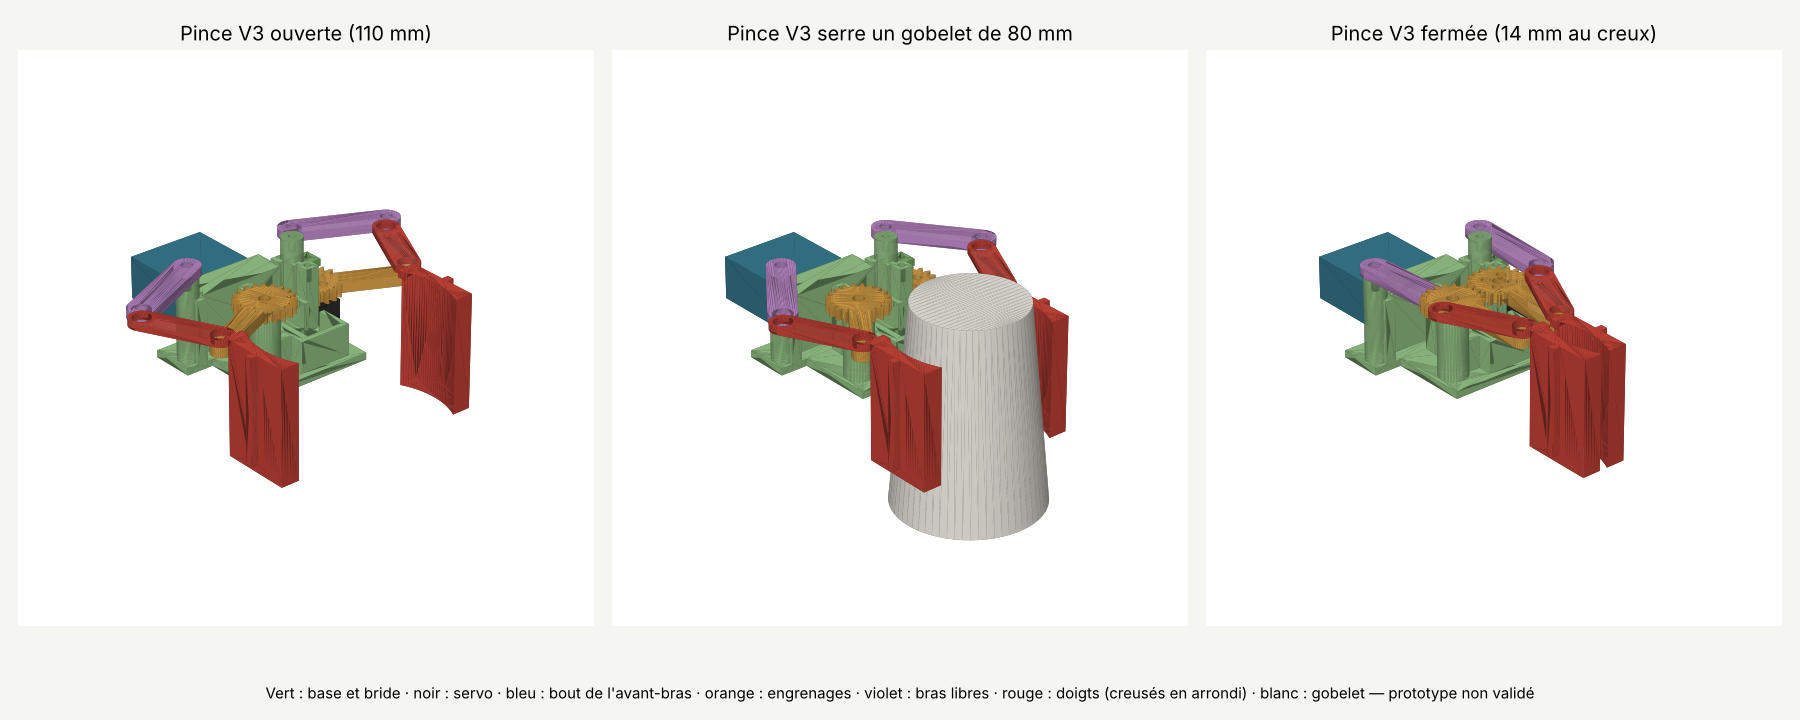 Pince V3 ouverte (110 mm)
Pince V3 serre un gobelet de 80 mm
Pince V3 fermée (14 mm au creux)
Vert : base et bride · noir : servo · bleu : bout de l'avant-bras · orange : engrenages · violet : bras libres · rouge : doigts (creusés en arrondi) · blanc : gobelet — prototype non validé